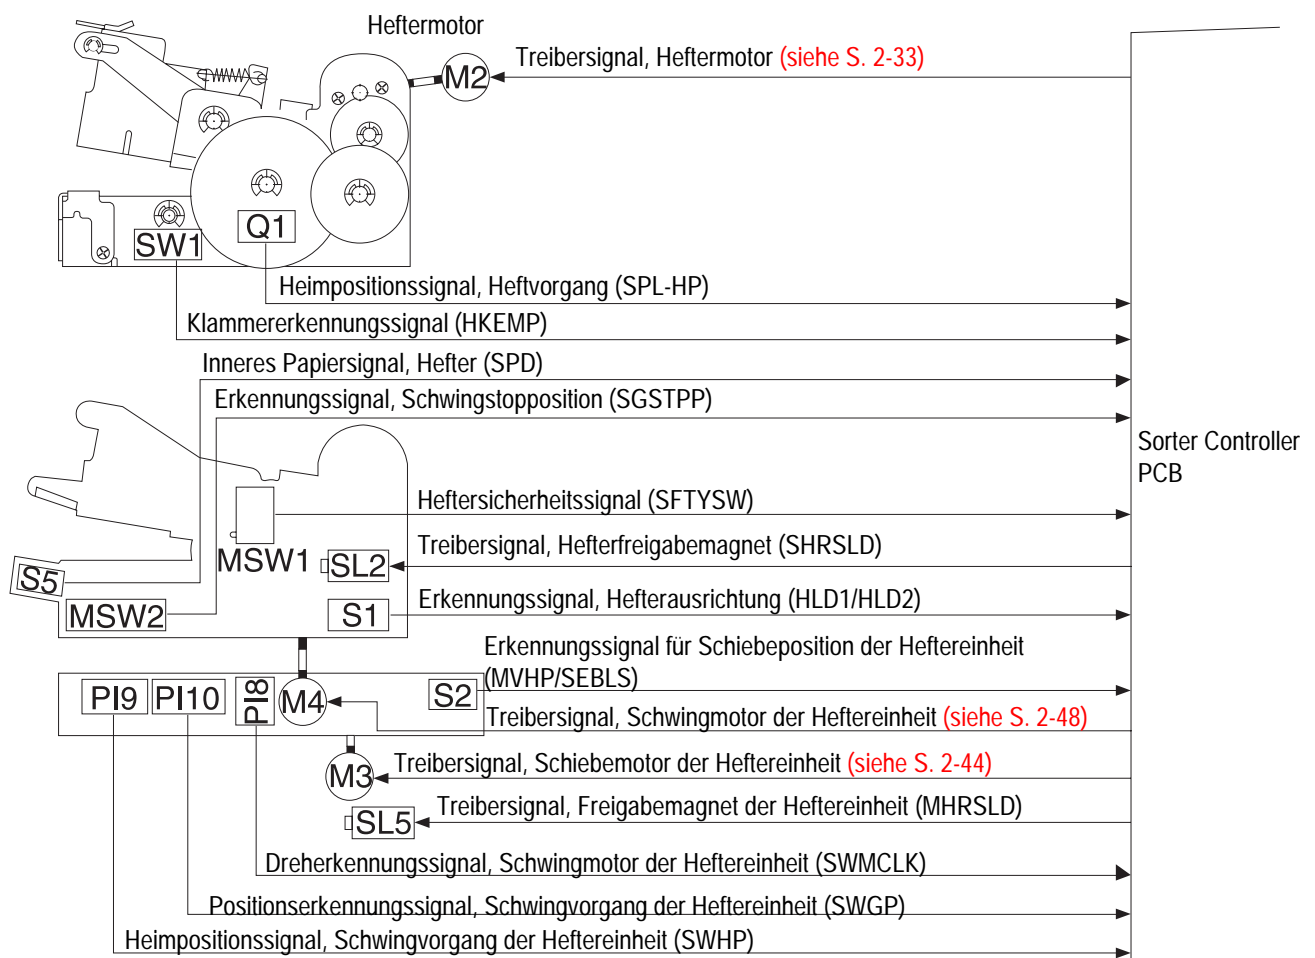 Heftermotor
Treibersignal, Heftermotor (siehe S. 2-33)
M2
Q1
SW1
Heimpositionssignal, Heftvorgang (SPL-HP)
Klammererkennungssignal (HKEMP)
Inneres Papiersignal, Hefter (SPD)
Erkennungssignal, Schwingstopposition (SGSTPP)
Sorter Controller
PCB
Heftersicherheitssignal (SFTYSW)
MSW1
Treibersignal, Hefterfreigabemagnet (SHRSLD)
SL2
S5
MSW2
S1
Erkennungssignal, Hefterausrichtung (HLD1/HLD2)
Erkennungssignal für Schiebeposition der Heftereinheit
(MVHP/SEBLS)
PI9
PI10
PI8
M4
S2
Treibersignal, Schwingmotor der Heftereinheit (siehe S. 2-48)
M3
Treibersignal, Schiebemotor der Heftereinheit (siehe S. 2-44)
SL5
Treibersignal, Freigabemagnet der Heftereinheit (MHRSLD)
Dreherkennungssignal, Schwingmotor der Heftereinheit (SWMCLK)
Positionserkennungssignal, Schwingvorgang der Heftereinheit (SWGP)
Heimpositionssignal, Schwingvorgang der Heftereinheit (SWHP)